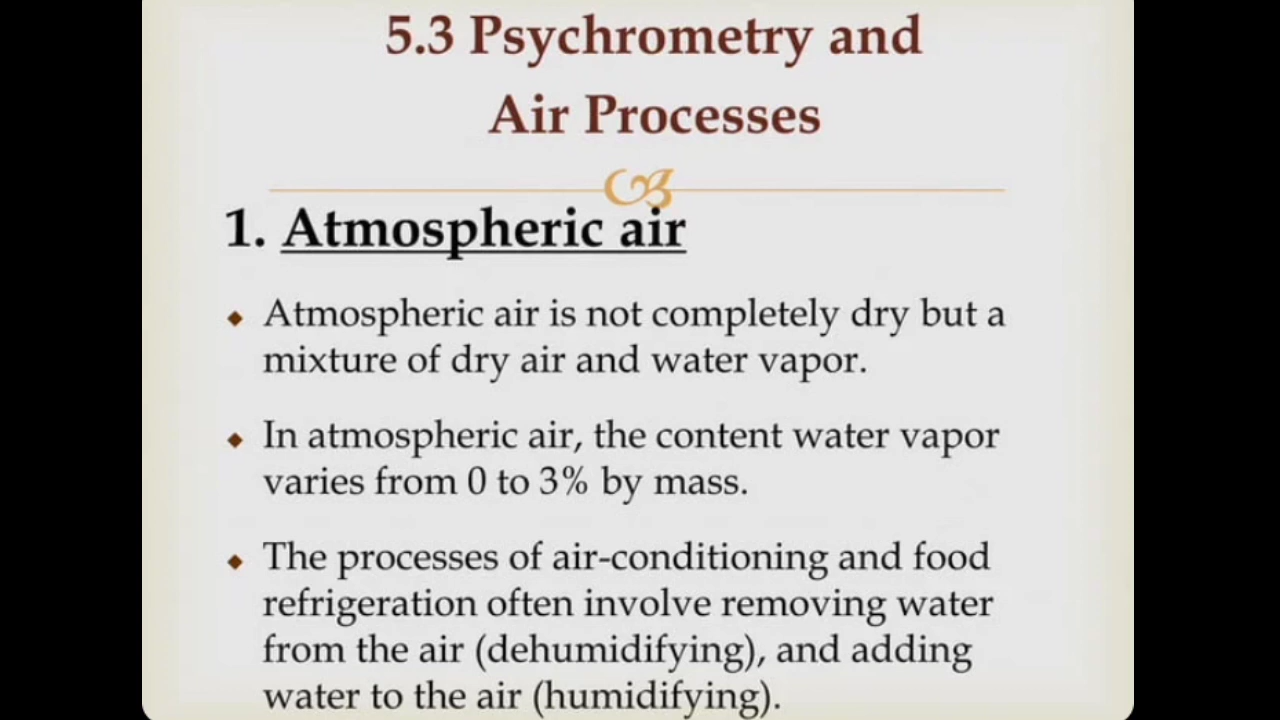 5.3 Psychrometry and
Air Processes
1. Atmospheric air
◆ Atmospheric air is not completely dry but a
mixture of dry air and water vapor.
◆ In atmospheric air, the content water vapor
varies from 0 to 3% by mass.
◆ The processes of air-conditioning and food
refrigeration often involve removing water
from the air (dehumidifying), and adding
water to the air (humidifying).